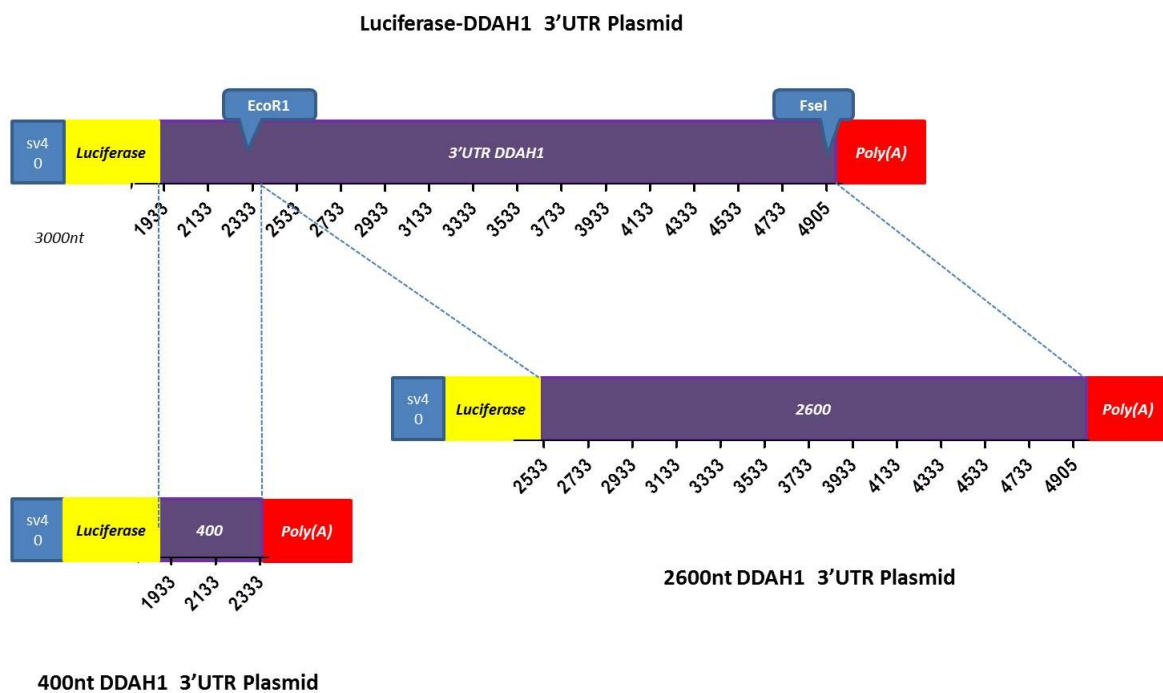 Luciferase-DDAH1 3'UTR Plasmid
EcoR1
FseI
sv4
0
Luciferase
3'UTR DDAH1
Poly(A)
1933 2133 2333 2533 2733 2933 3133 3333 3533 3733 3933 4133 4333 4533 4733 4905
3000nt
sv4
0
Luciferase
2600
Poly(A)
2533 2733 2933 3133 3333 3533 3733 3933 4133 4333 4533 4733 4905
sv4
0
Luciferase
400
Poly(A)
1933 2133 2333
2600nt DDAH1 3'UTR Plasmid
400nt DDAH1 3'UTR Plasmid